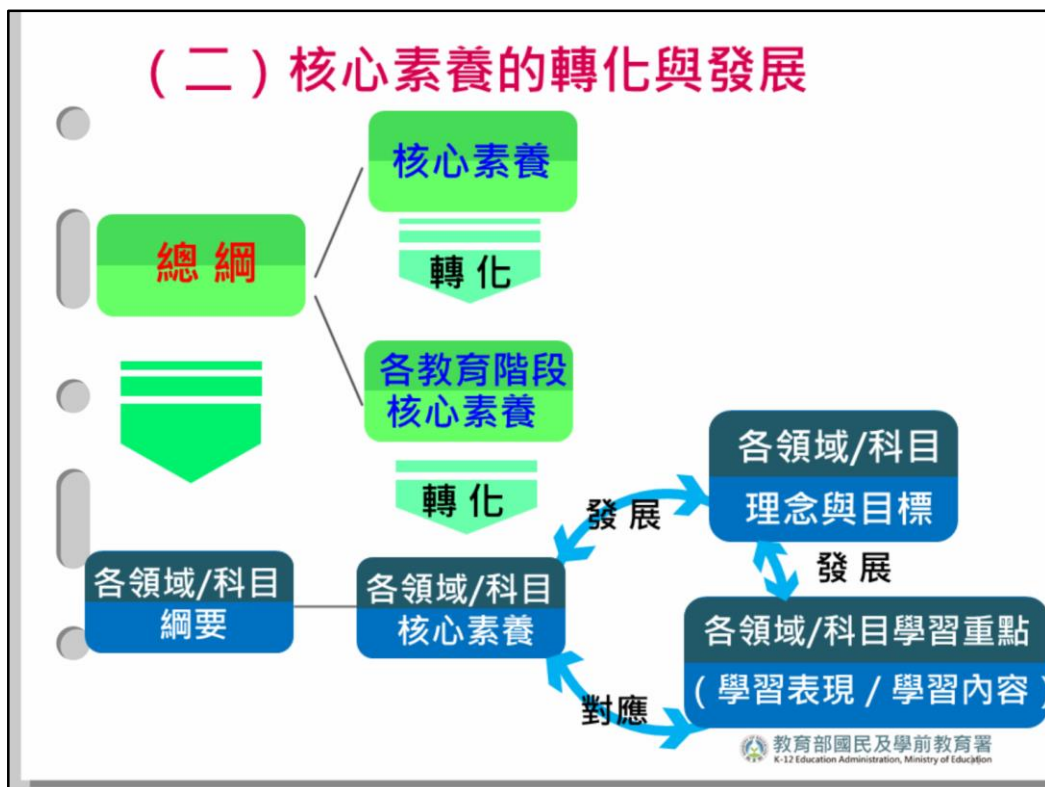 （二）核心素養的轉化與發展
核心素養
總 綱
轉 化
各教育階段
核心素養
轉 化
各領域/科目
理念與目標
發 展
發 展
各領域/科目
綱要
各領域/科目
核心素養
各領域/科目學習重點
（學習表現 / 學習內容）
對應
教育部國民及學前教育署
K-12 Education Administration, Ministry of Education